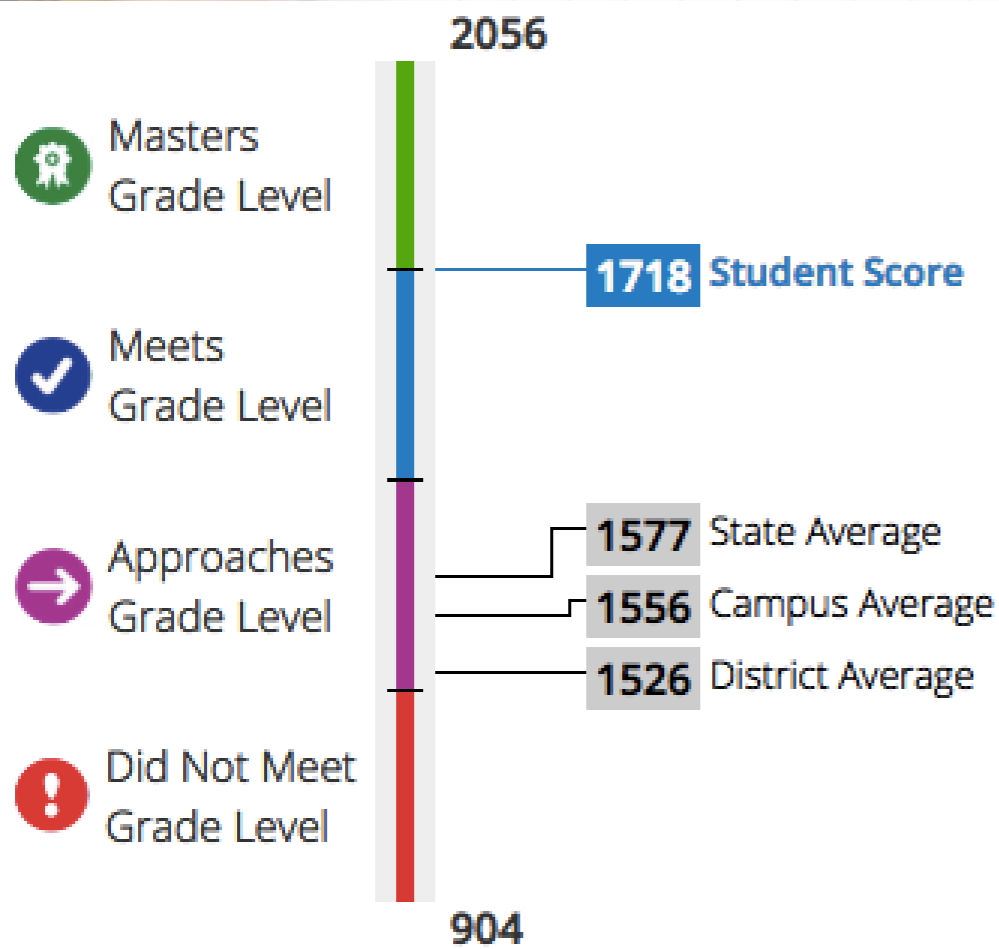 2056
Masters
Grade Level
1718 Student Score
Meets
Grade Level
1577 State Average
Approaches
Grade Level
1556 Campus Average
1526 District Average
Did Not Meet
Grade Level
904